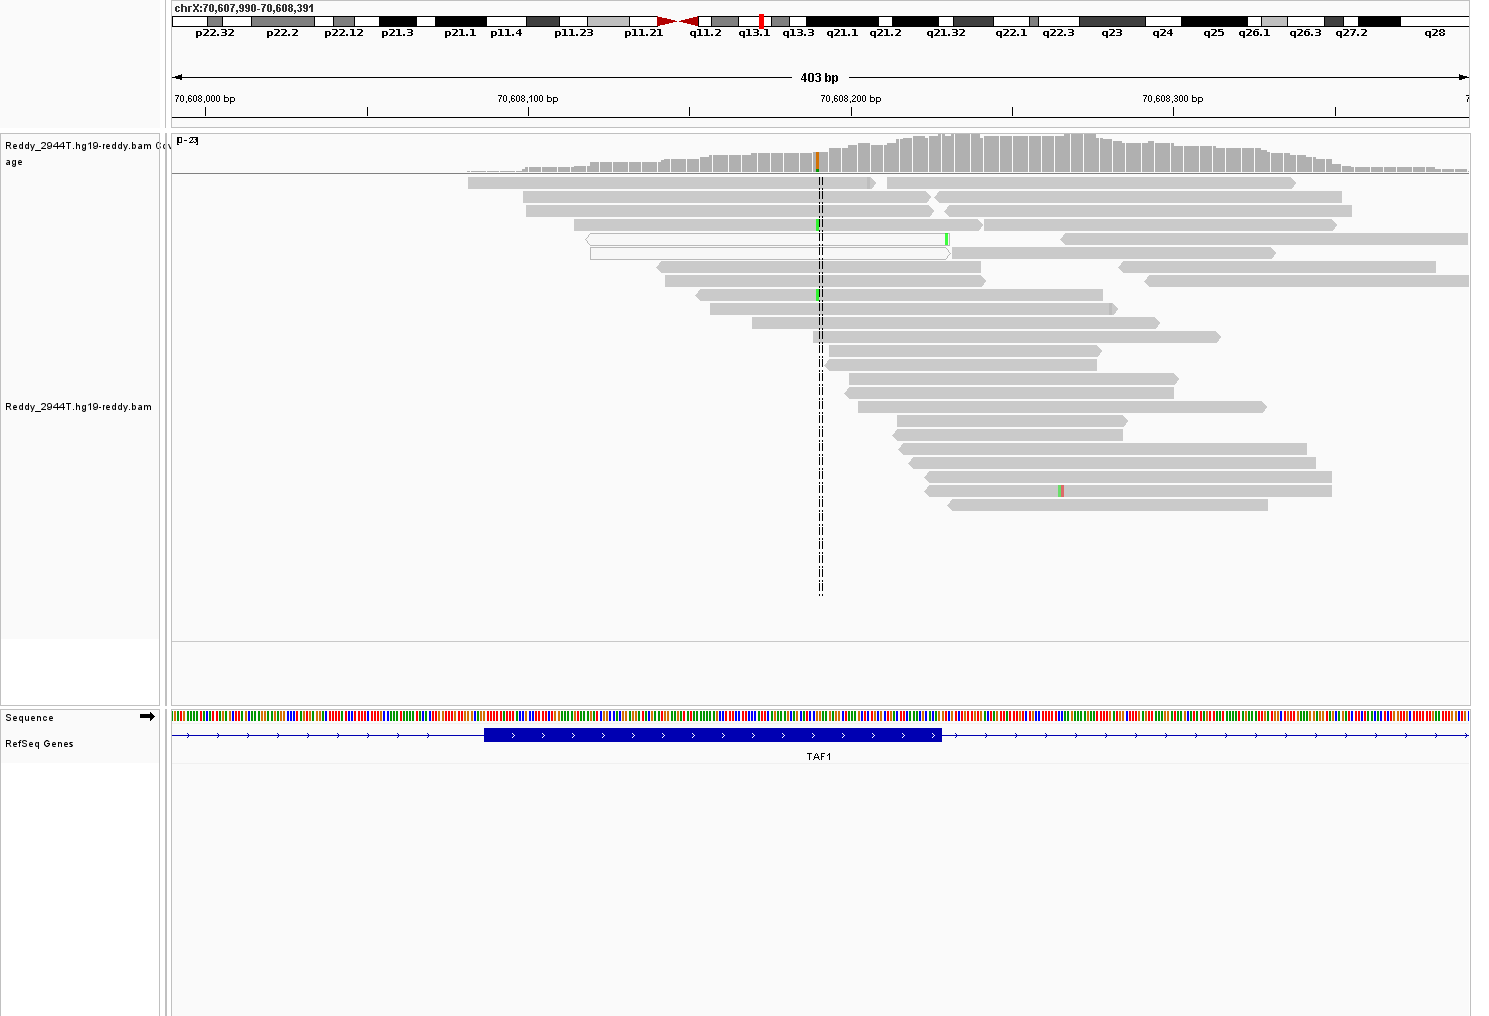 chrX:70,607,990-70,608,391
p22.32 p22.2 p22.12 p21.3 p21.1 p11.4 p11.23 p11.21 q11.2 q13.1 q13.3 q21.1 q21.2 q21.32 q22.1 q22.3 q23 q24 q25 q26.1 q26.3 q27.2 q28
403 bp
70,608,000 bp 70,608,100 bp 70,608,200 bp 70,608,300 bp 7
[0-23]
Reddy_2944T.hg19-reddy.bam Cov
age
Reddy_2944T.hg19-reddy.bam
Sequence
RefSeq Genes
TAF1